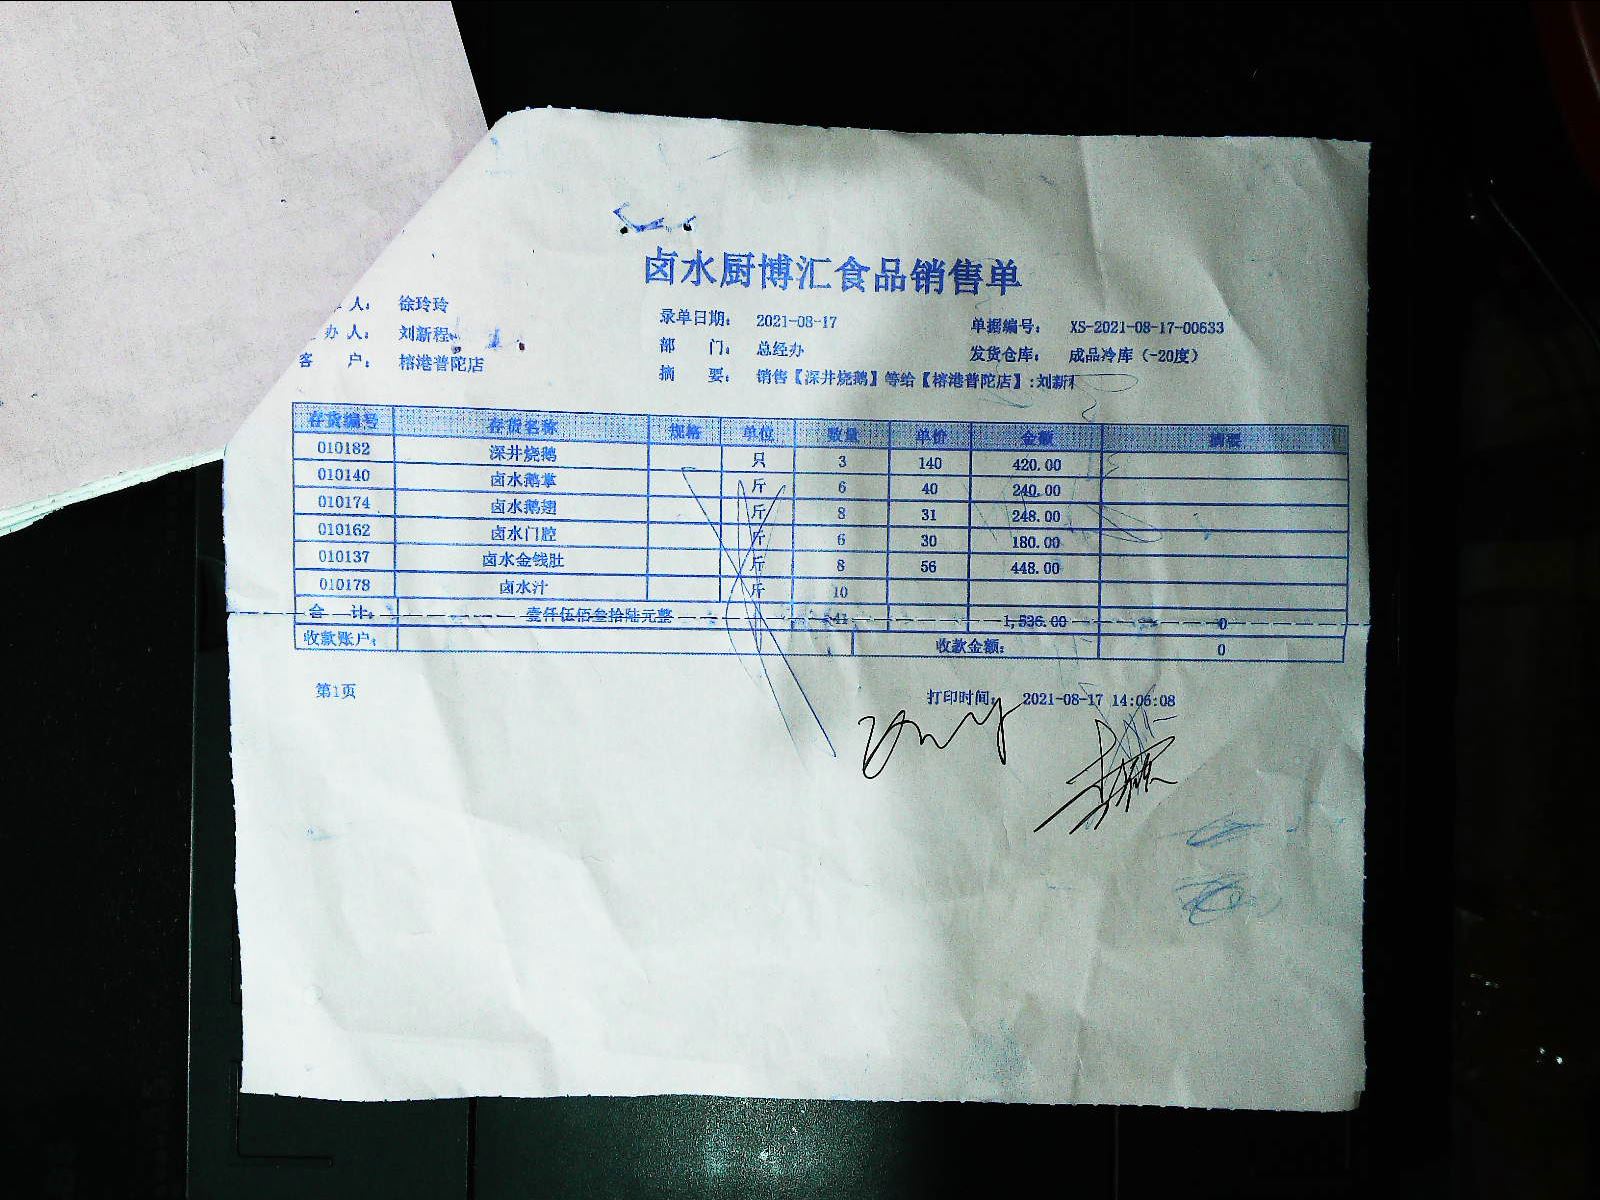 卤水厨博汇食品销售单
人： 徐玲玲 录单日期： 2021-08-17 单据编号： XS-2021-08-17-00633
办 人： 刘新程 部 门： 总经办 发货仓库： 成品冷库（-20度）
客 户： 榕港普陀店 摘 要： 销售【深井烧鹅】等给【榕港普陀店】:刘新
存货编号 存货名称 规格 单位 数量 单价 金额 摘要
010182 深井烧鹅 只 3 140 420.00
010140 卤水鹅掌 斤 6 40 240.00
010174 卤水鹅翅 斤 8 31 248.00
010162 卤水门腔 斤 6 30 180.00
010137 卤水金钱肚 斤 8 56 448.00
010178 卤水汁 斤 10
合 计： 壹仟伍佰叁拾陆元整 41 1,536.00 0
收款账户： 收款金额： 0
第1页 打印时间： 2021-08-17 14:06:08